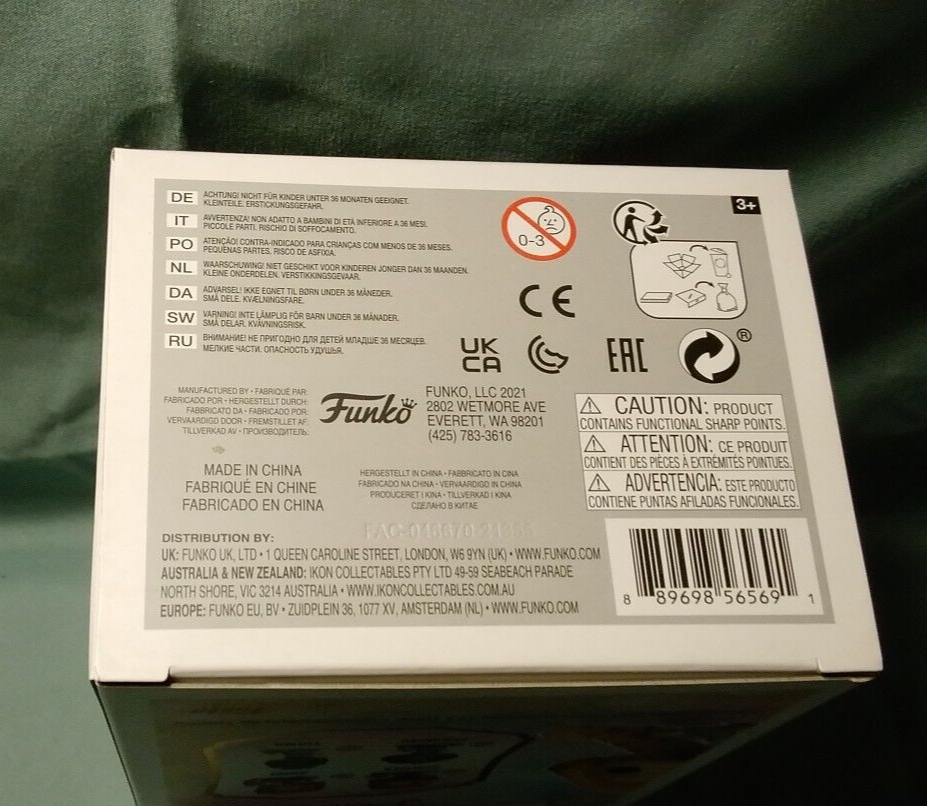 DE ACHTUNG! NICHT FÜR KINDER UNTER 36 MONATEN GEEIGNET.
KLEINTEILE. ERSTICKUNGSGEFAHR.
IT AVVERTENZA! NON ADATTO A BAMBINI DI ETÀ INFERIORE A 36 MESI.
PICCOLE PARTI. RISCHIO DI SOFFOCAMENTO.
PO ATENÇÃO! CONTRA-INDICADO PARA CRIANÇAS COM MENOS DE 36 MESES.
PEQUENAS PARTES. RISCO DE ASFIXIA.
NL WAARSCHUWING! NIET GESCHIKT VOOR KINDEREN JONGER DAN 36 MAANDEN.
KLEINE ONDERDELEN. VERSTIKKINGSGEVAAR.
DA ADVARSEL! IKKE EGNET TIL BØRN UNDER 36 MÅNEDER.
SMÅ DELE. KVÆLNINGSFARE.
SW VARNING! INTE LÄMPLIG FÖR BARN UNDER 36 MÅNADER.
SMÅ DELAR. KVÄVNINGSRISK.
RU ВНИМАНИЕ! НЕ ПРИГОДНО ДЛЯ ДЕТЕЙ МЛАДШЕ 36 МЕСЯЦЕВ.
МЕЛКИЕ ЧАСТИ. ОПАСНОСТЬ УДУШЬЯ.
0-3
3+
CE
UK
CA
EAC
®
MANUFACTURED BY • FABRIQUÉ PAR:
FABRICADO POR • HERGESTELLT DURCH:
FABBRICATO DA • FABRICADO POR:
VERVAARDIGD DOOR • FREMSTILLET AF:
TILLVERKAD AV • ПРОИЗВОДИТЕЛЬ:
Funko
FUNKO, LLC 2021
2802 WETMORE AVE
EVERETT, WA 98201
(425) 783-3616
CAUTION: PRODUCT
CONTAINS FUNCTIONAL SHARP POINTS.
ATTENTION: CE PRODUIT
CONTIENT DES PIÈCES À EXTRÉMITÉS POINTUES.
ADVERTENCIA: ESTE PRODUCTO
CONTIENE PUNTAS AFILADAS FUNCIONALES.
MADE IN CHINA
FABRIQUÉ EN CHINE
FABRICADO EN CHINA
HERGESTELLT IN CHINA • FABBRICATO IN CINA
FABRICADO NA CHINA • VERVAARDIGD IN CHINA
PRODUCERET I KINA • TILLVERKAD I KINA
СДЕЛАНО В КИТАЕ
DISTRIBUTION BY:
UK: FUNKO UK, LTD • 1 QUEEN CAROLINE STREET, LONDON, W6 9YN (UK) • WWW.FUNKO.COM
AUSTRALIA & NEW ZEALAND: IKON COLLECTABLES PTY LTD 49-59 SEABEACH PARADE
NORTH SHORE, VIC 3214 AUSTRALIA • WWW.IKONCOLLECTABLES.COM.AU
EUROPE: FUNKO EU, BV • ZUIDPLEIN 36, 1077 XV, AMSTERDAM (NL) • WWW.FUNKO.COM
8 89698 56569 1